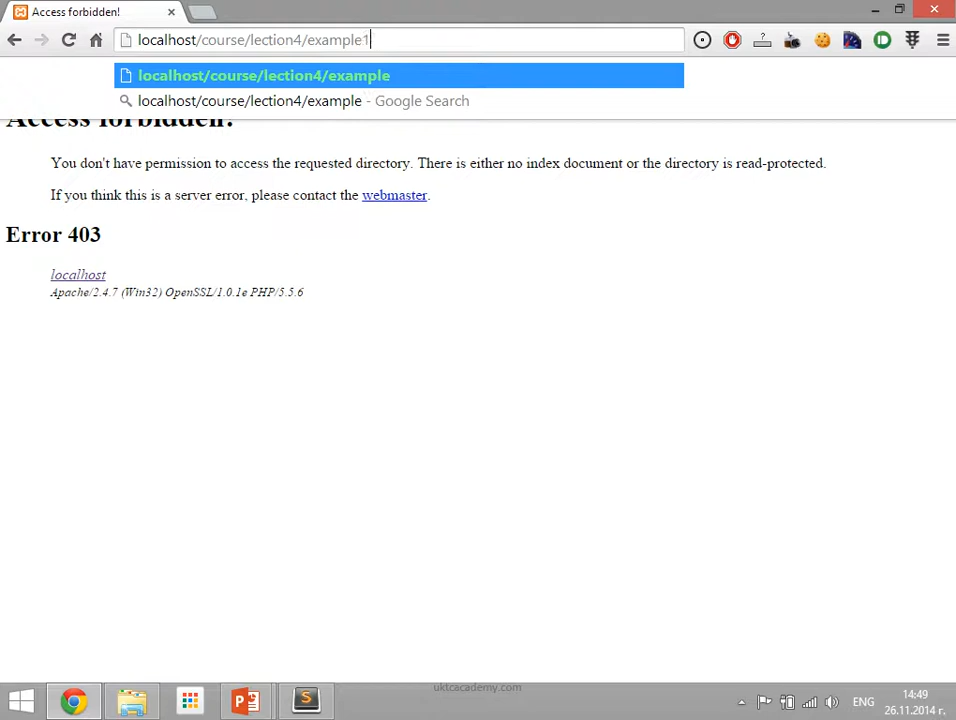 Access forbidden!
localhost/course/lection4/example1
localhost/course/lection4/example
localhost/course/lection4/example - Google Search
Access forbidden!
You don't have permission to access the requested directory. There is either no index document or the directory is read-protected.
If you think this is a server error, please contact the webmaster.
Error 403
localhost
Apache/2.4.7 (Win32) OpenSSL/1.0.1e PHP/5.5.6
uktcacademy.com
ENG
14:49
26.11.2014 г.